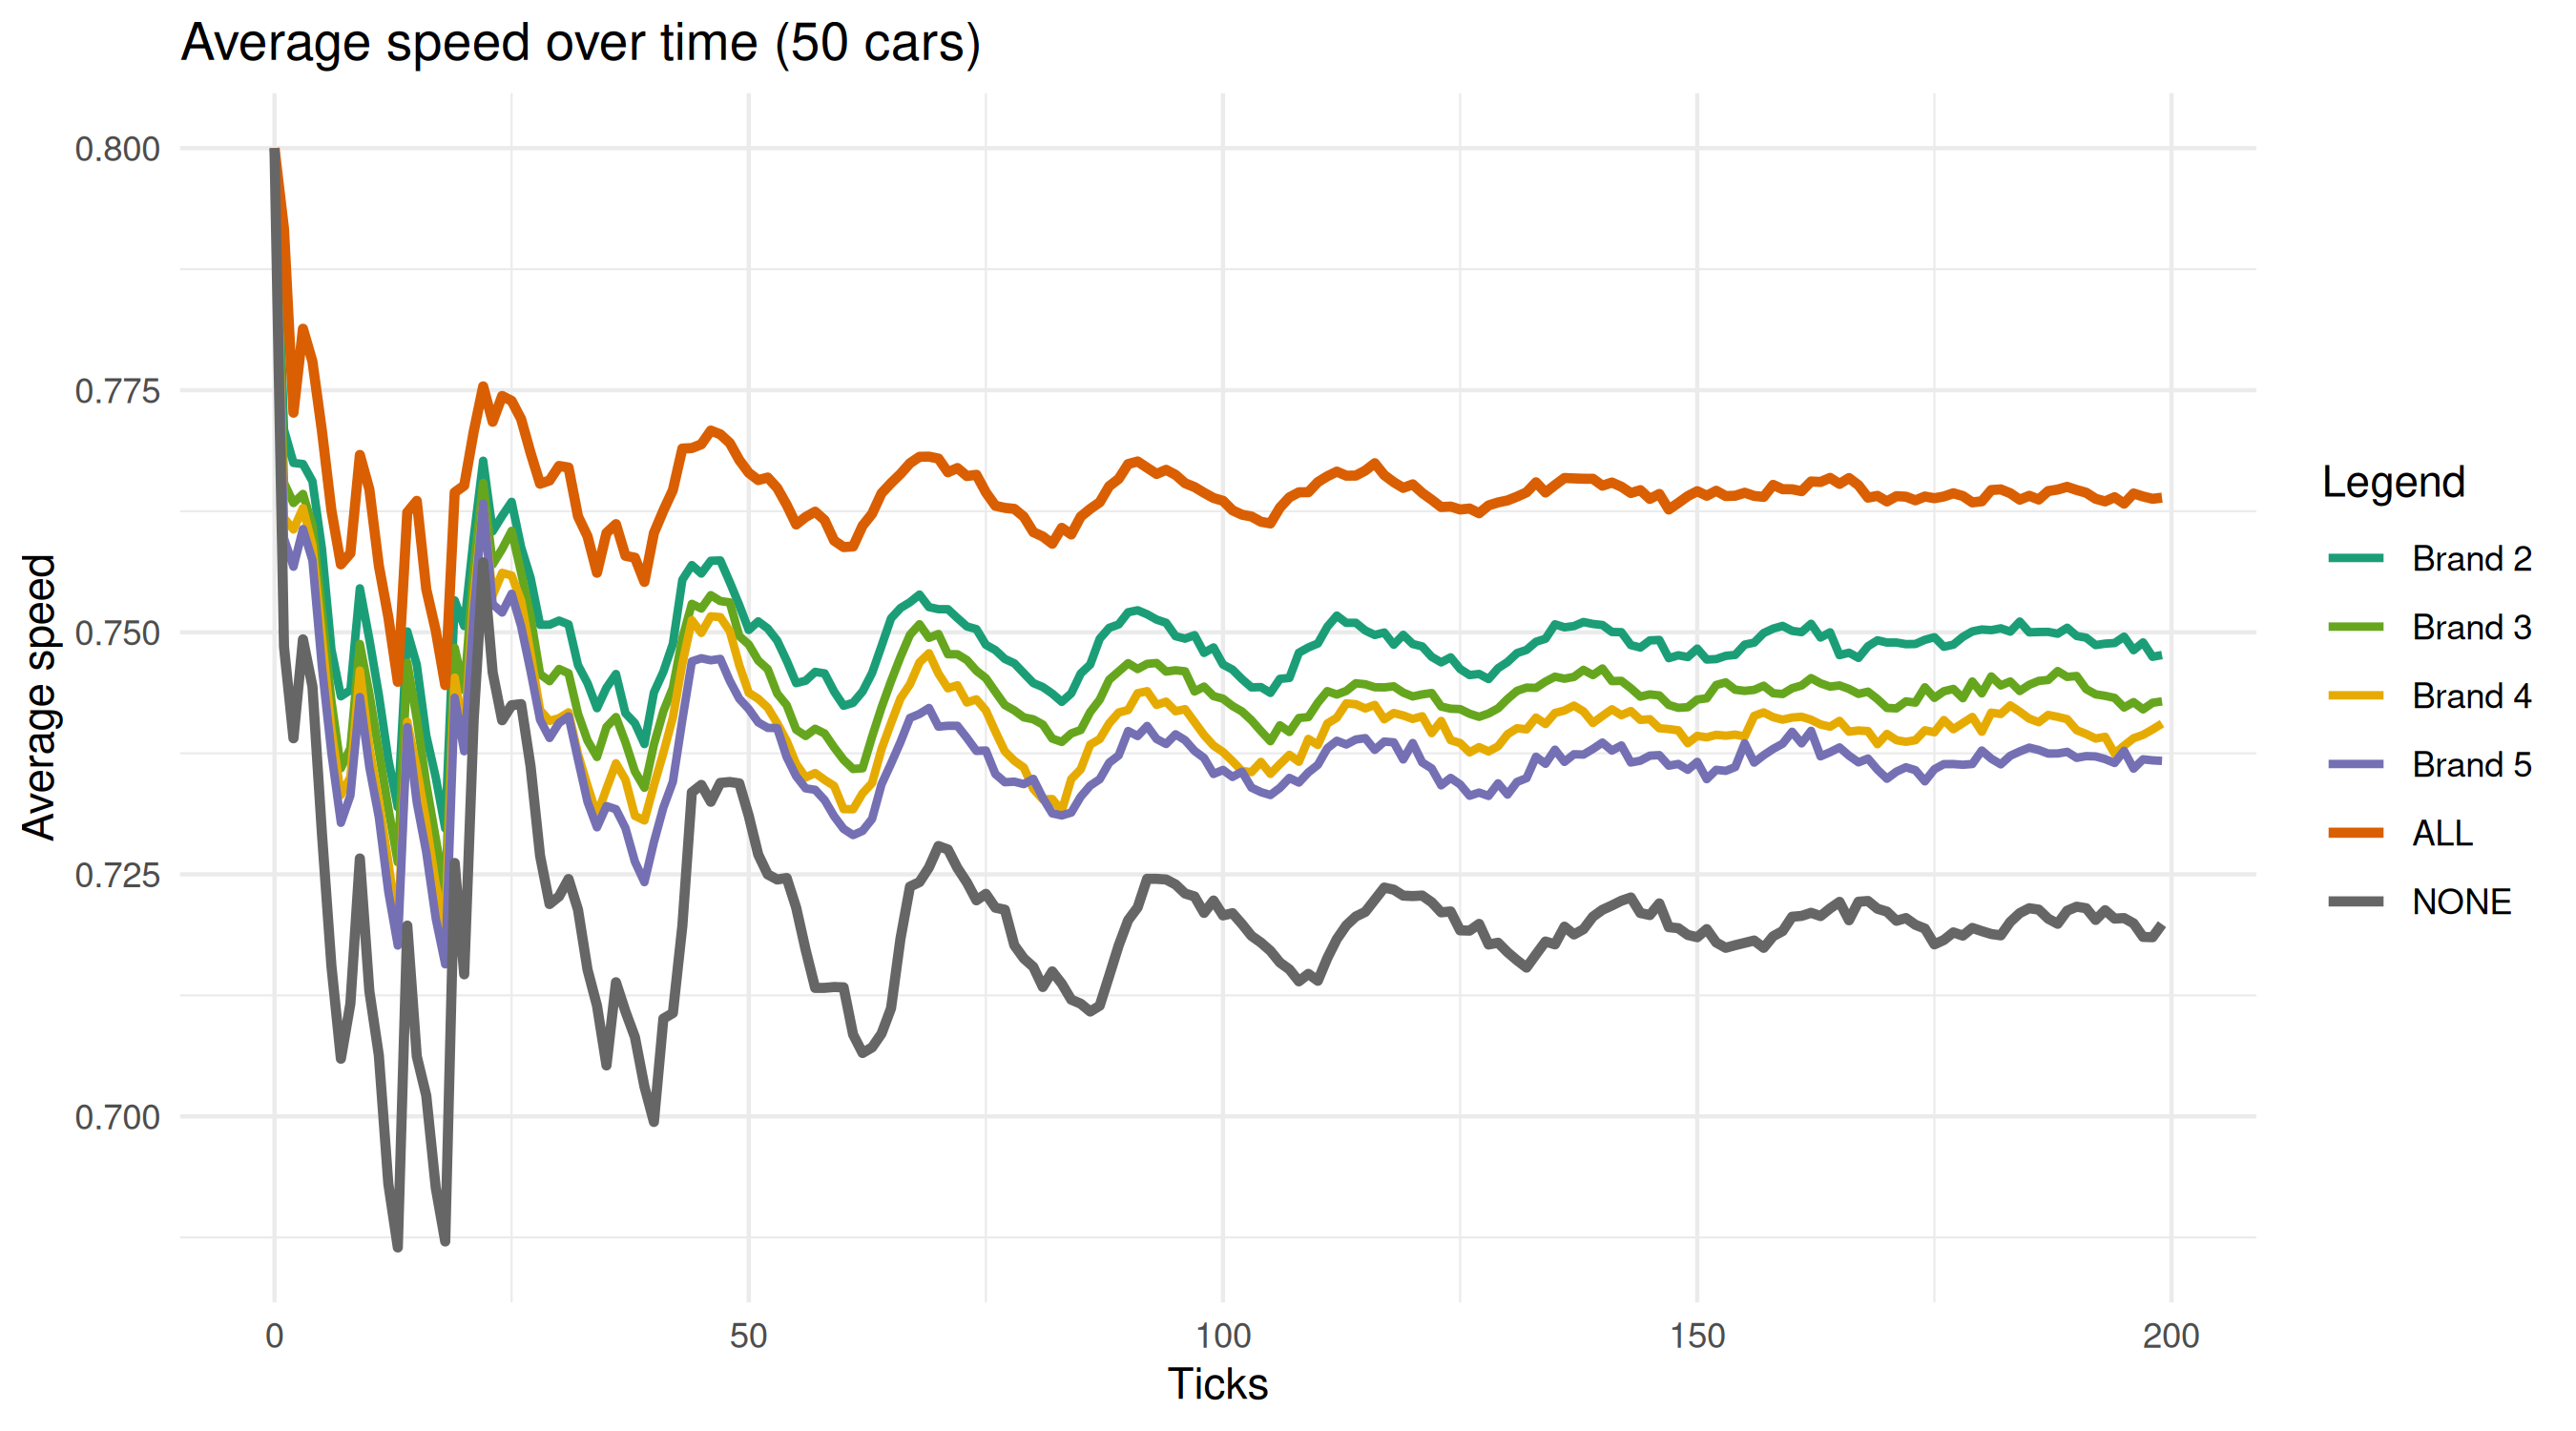 Average speed over time (50 cars)
Average speed
0.800
0.775
0.750
0.725
0.700
0
50
100
150
200
Ticks
Legend
Brand 2
Brand 3
Brand 4
Brand 5
ALL
NONE